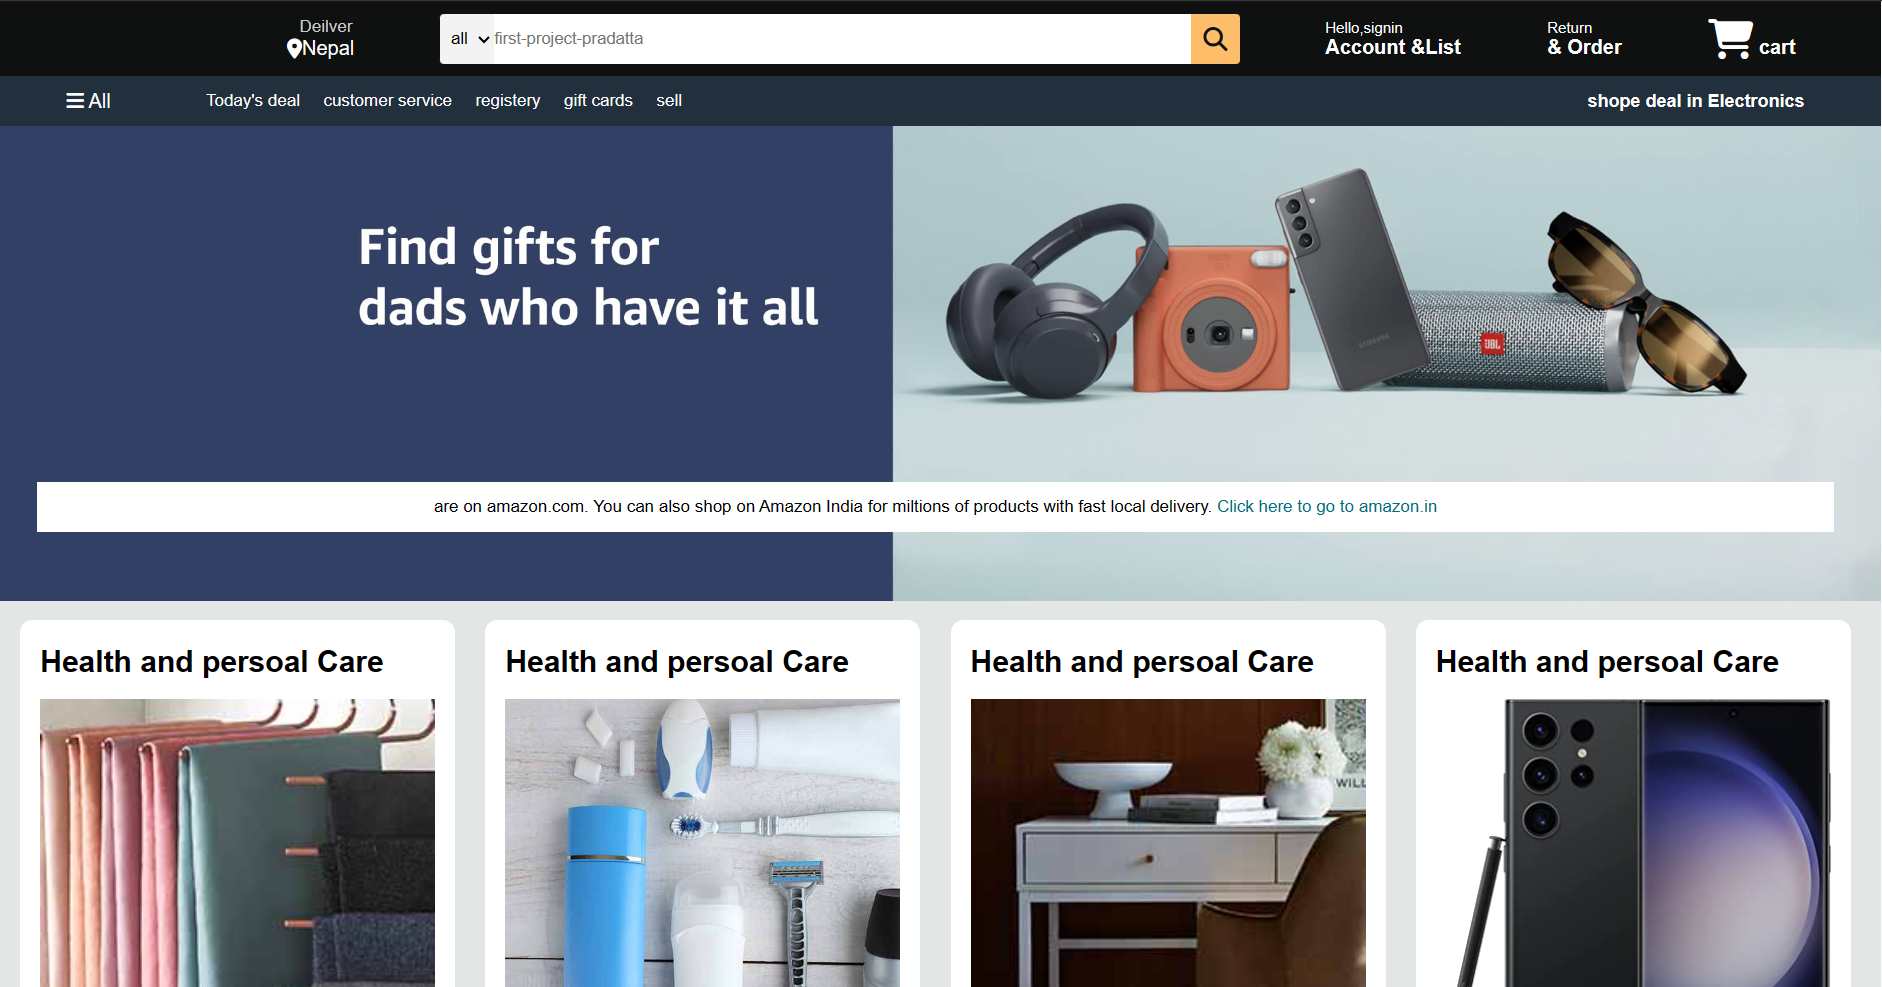 Deilver
Nepal
all
first-project-pradatta
Hello,signin
Account &List
Return
& Order
cart
All
Today's deal
customer service
registery
gift cards
sell
shope deal in Electronics
Find gifts for
dads who have it all
SAMSUNG
JBL
are on amazon.com. You can also shop on Amazon India for miltions of products with fast local delivery. Click here to go to amazon.in
Health and persoal Care
Health and persoal Care
Health and persoal Care
Health and persoal Care
WILL